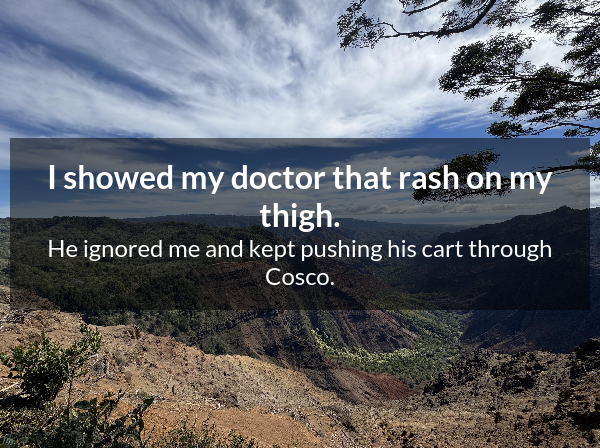 I showed my doctor that rash on my
thigh.
He ignored me and kept pushing his cart through
Cosco.